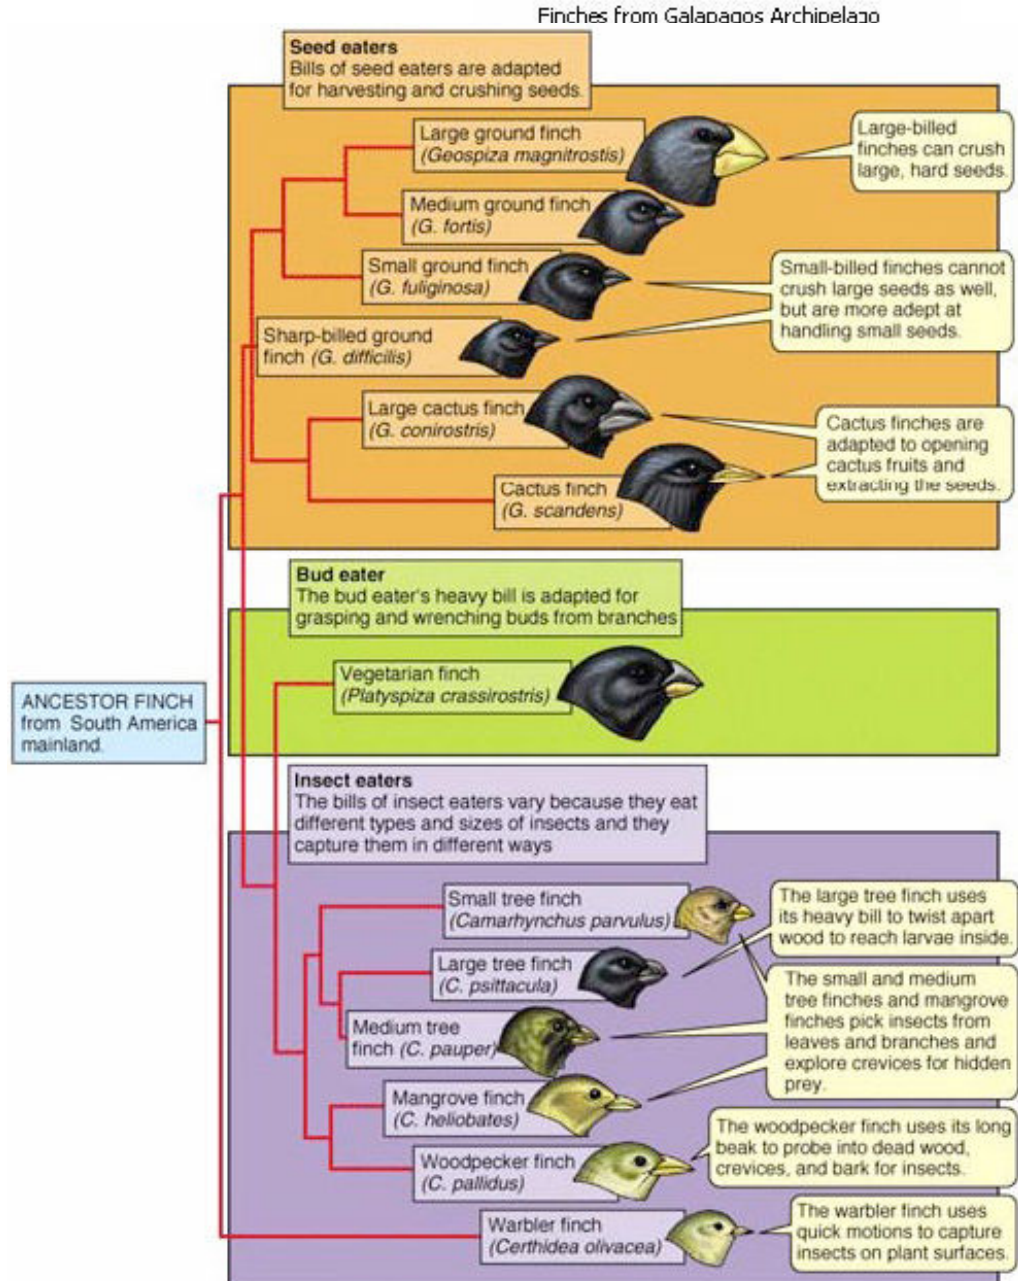 Finches from Galapagos Archipelago
Seed eaters
Bills of seed eaters are adapted
for harvesting and crushing seeds.
Large ground finch
(Geospiza magnitrostis)
Large-billed
finches can crush
large, hard seeds.
Medium ground finch
(G. fortis)
Small ground finch
(G. fuliginosa)
Small-billed finches cannot
crush large seeds as well,
but are more adept at
handling small seeds.
Sharp-billed ground
finch (G. difficilis)
Large cactus finch
(G. conirostris)
Cactus finches are
adapted to opening
cactus fruits and
extracting the seeds.
Cactus finch
(G. scandens)
Bud eater
The bud eater's heavy bill is adapted for
grasping and wrenching buds from branches
Vegetarian finch
(Platyspiza crassirostris)
ANCESTOR FINCH
from South America
mainland.
Insect eaters
The bills of insect eaters vary because they eat
different types and sizes of insects and they
capture them in different ways
Small tree finch
(Camarhynchus parvulus)
The large tree finch uses
its heavy bill to twist apart
wood to reach larvae inside.
Large tree finch
(C. psittacula)
The small and medium
tree finches and mangrove
finches pick insects from
leaves and branches and
explore crevices for hidden
prey.
Medium tree
finch (C. pauper)
Mangrove finch
(C. heliobates)
The woodpecker finch uses its long
beak to probe into dead wood,
crevices, and bark for insects.
Woodpecker finch
(C. pallidus)
The warbler finch uses
quick motions to capture
insects on plant surfaces.
Warbler finch
(Certhidea olivacea)